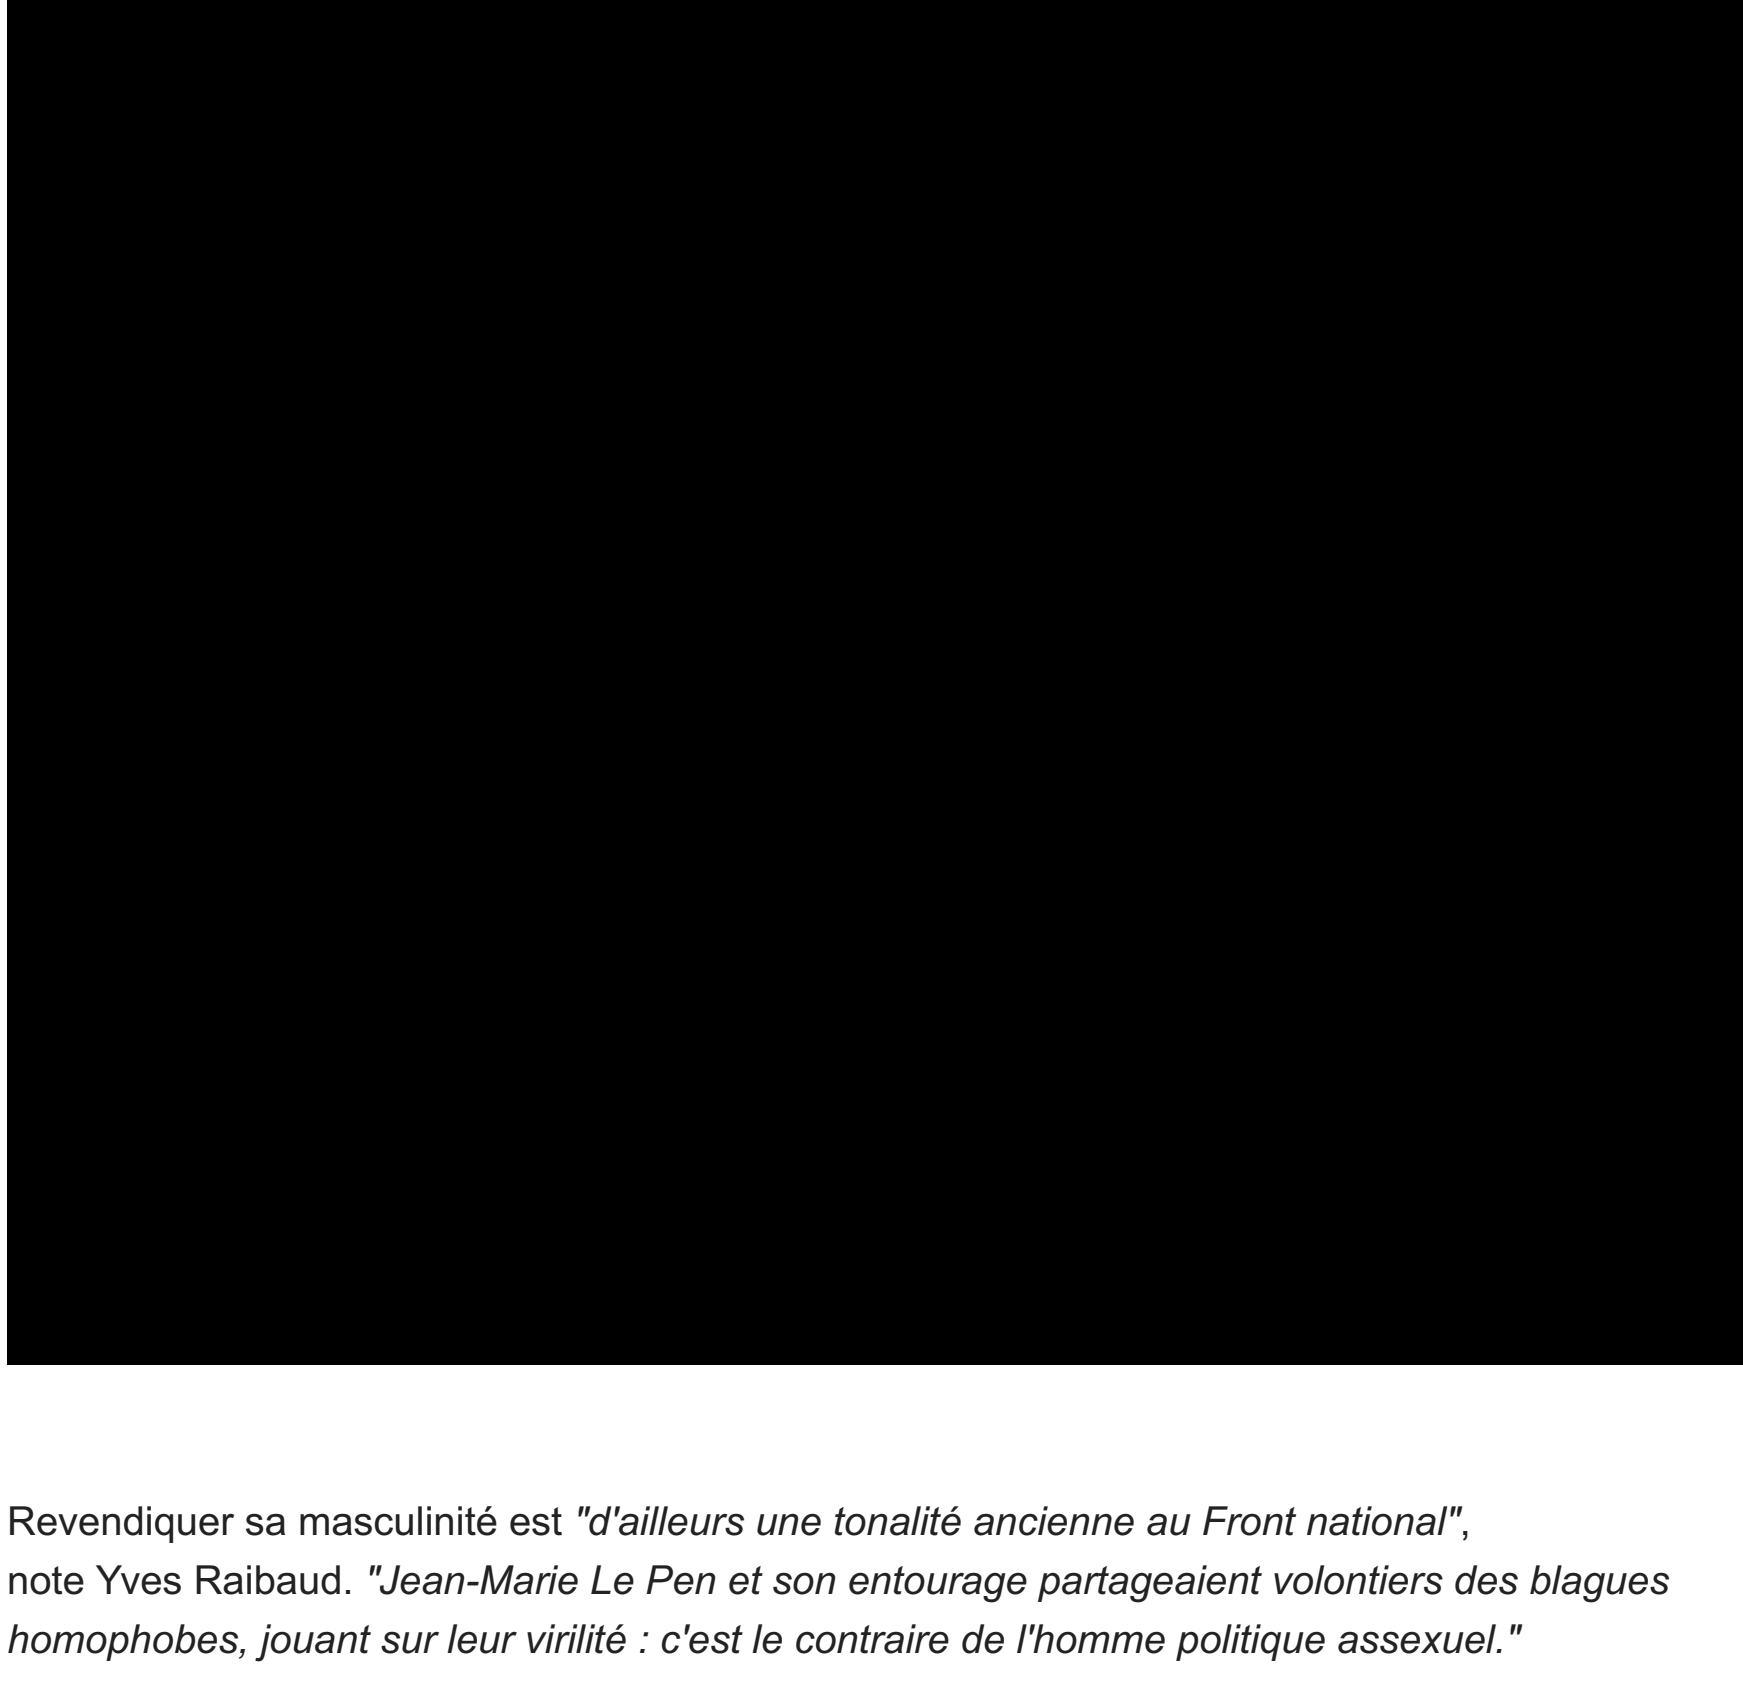 Revendiquer sa masculinité est "d'ailleurs une tonalité ancienne au Front national",
note Yves Raibaud. "Jean-Marie Le Pen et son entourage partageaient volontiers des blagues
homophobes, jouant sur leur virilité : c'est le contraire de l'homme politique assexuel."